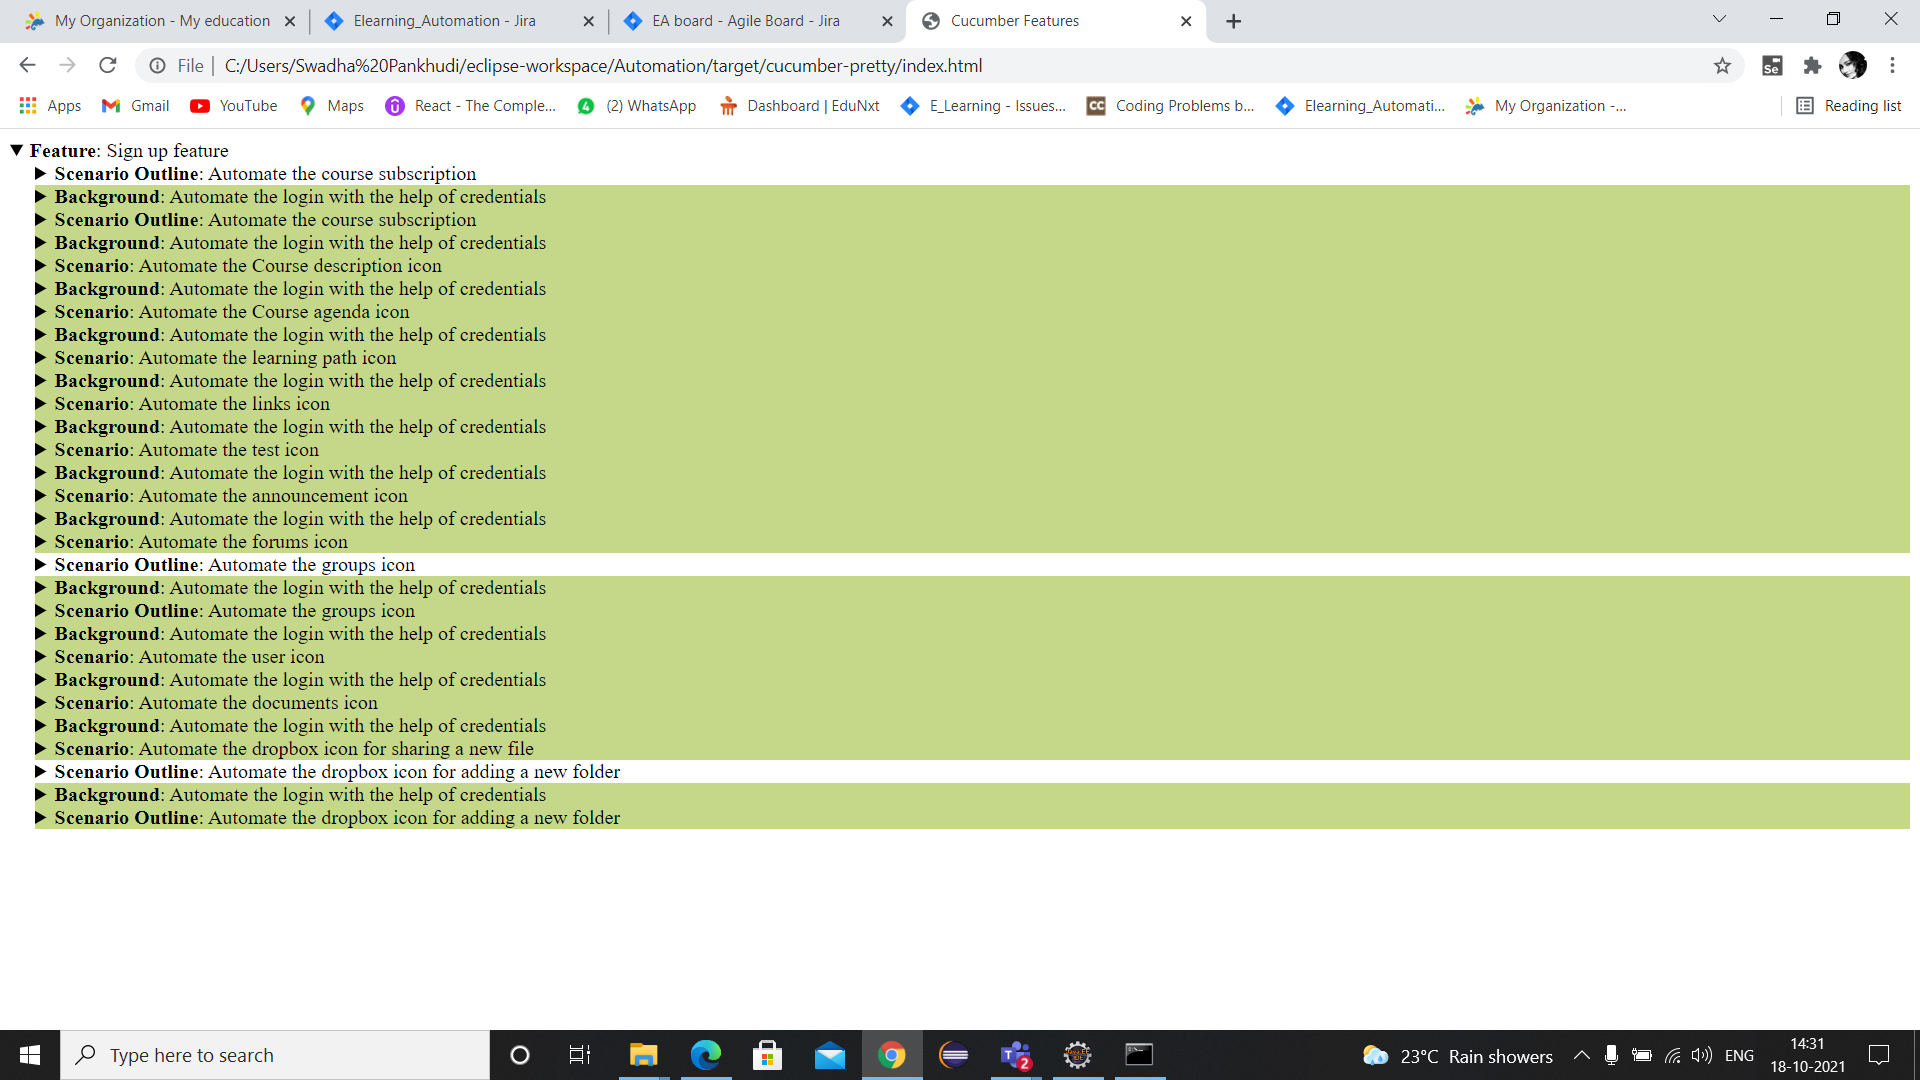 My Organization - My education
Elearning_Automation - Jira
EA board - Agile Board - Jira
Cucumber Features
File | C:/Users/Swadha%20Pankhudi/eclipse-workspace/Automation/target/cucumber-pretty/index.html
Se
Apps
Gmail
YouTube
Maps
React - The Comple...
4 (2) WhatsApp
Dashboard | EduNxt
E_Learning - Issues...
CC Coding Problems b...
Elearning_Automati...
My Organization -...
Reading list
Feature: Sign up feature
Scenario Outline: Automate the course subscription
Background: Automate the login with the help of credentials
Scenario Outline: Automate the course subscription
Background: Automate the login with the help of credentials
Scenario: Automate the Course description icon
Background: Automate the login with the help of credentials
Scenario: Automate the Course agenda icon
Background: Automate the login with the help of credentials
Scenario: Automate the learning path icon
Background: Automate the login with the help of credentials
Scenario: Automate the links icon
Background: Automate the login with the help of credentials
Scenario: Automate the test icon
Background: Automate the login with the help of credentials
Scenario: Automate the announcement icon
Background: Automate the login with the help of credentials
Scenario: Automate the forums icon
Scenario Outline: Automate the groups icon
Background: Automate the login with the help of credentials
Scenario Outline: Automate the groups icon
Background: Automate the login with the help of credentials
Scenario: Automate the user icon
Background: Automate the login with the help of credentials
Scenario: Automate the documents icon
Background: Automate the login with the help of credentials
Scenario: Automate the dropbox icon for sharing a new file
Scenario Outline: Automate the dropbox icon for adding a new folder
Background: Automate the login with the help of credentials
Scenario Outline: Automate the dropbox icon for adding a new folder
Type here to search
2
23°C Rain showers
ENG
14:31
18-10-2021